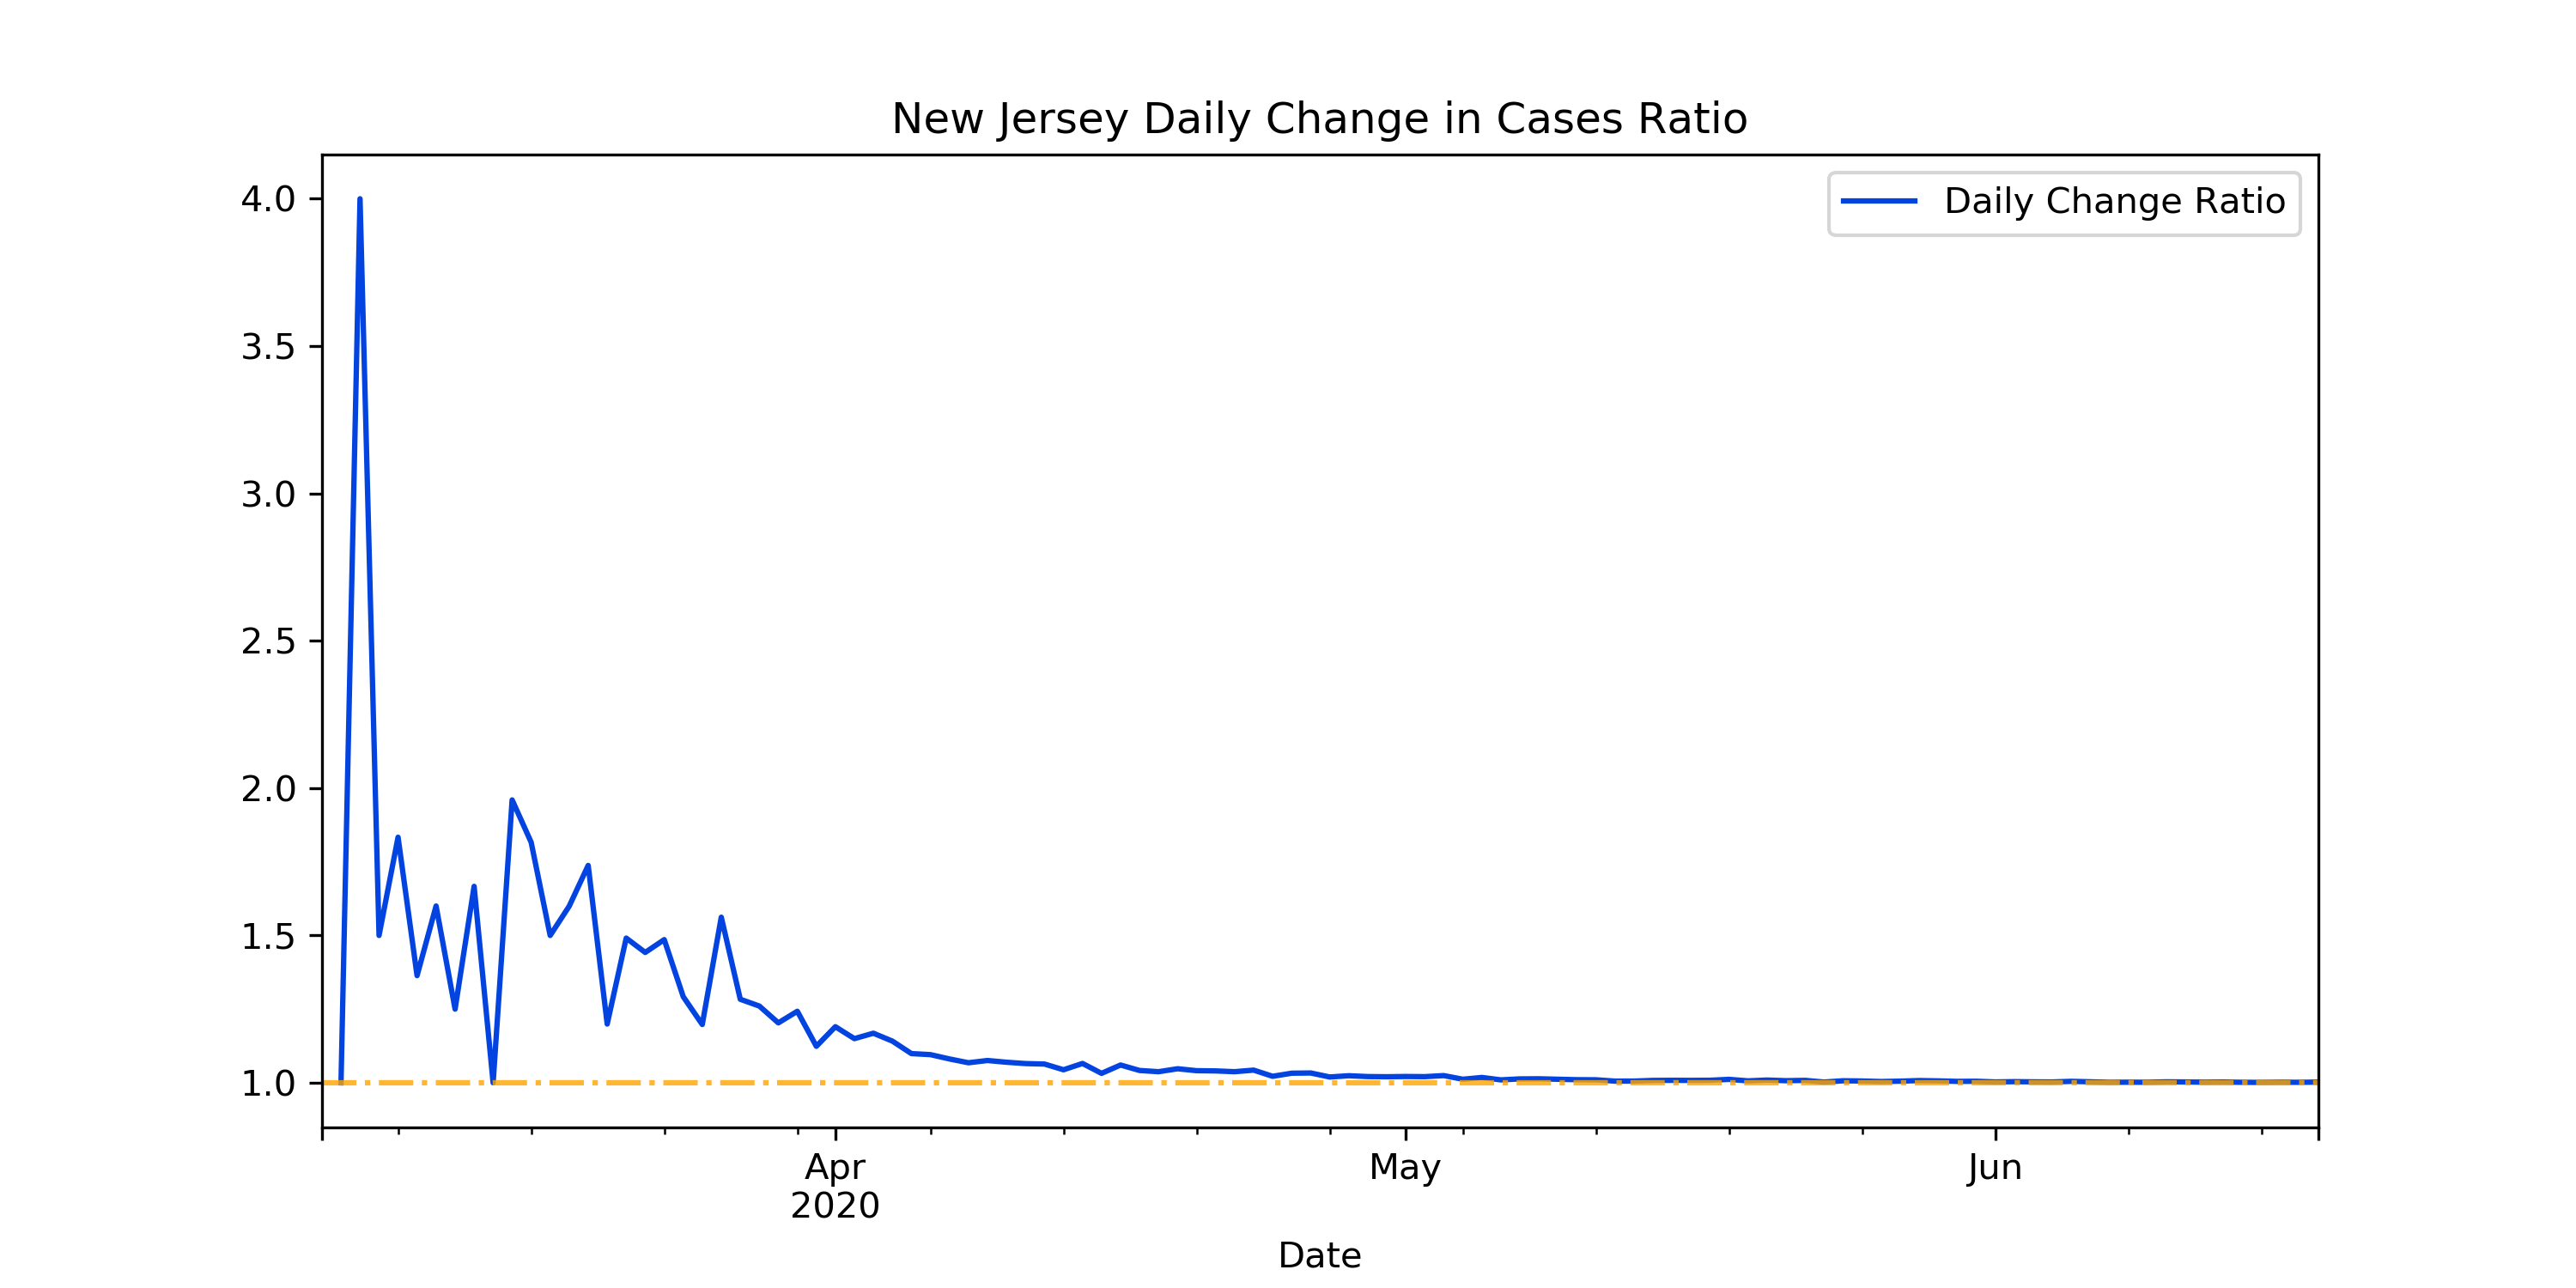 New Jersey Daily Change in Cases Ratio
Daily Change Ratio
4.0
3.5
3.0
2.5
2.0
1.5
1.0
Apr
2020
May
Jun
Date